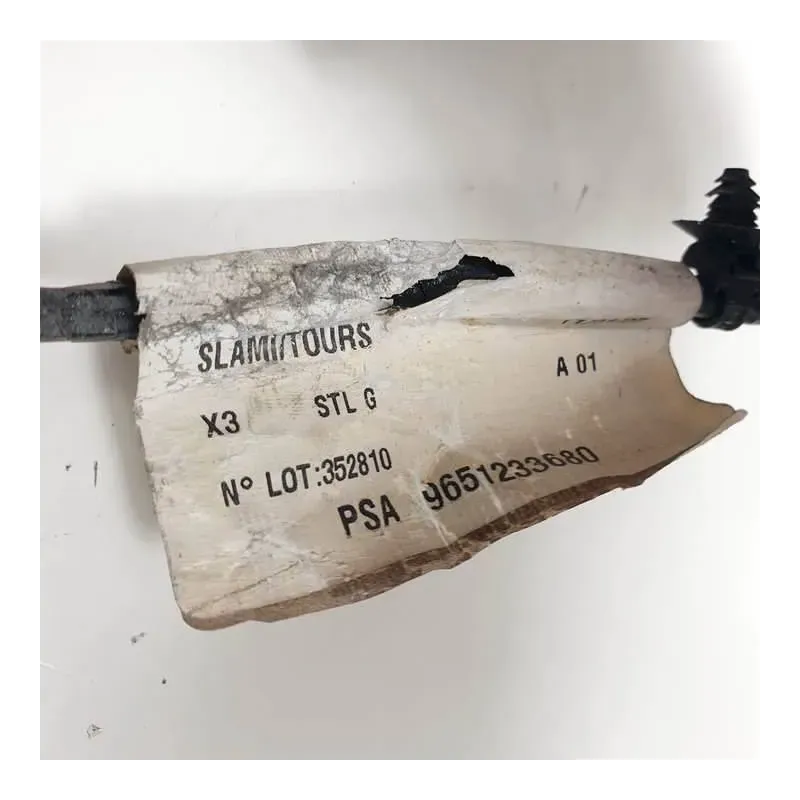 SLAMI/TOURS
A 01
X3 STL G
N° LOT:352810
PSA 9651233680